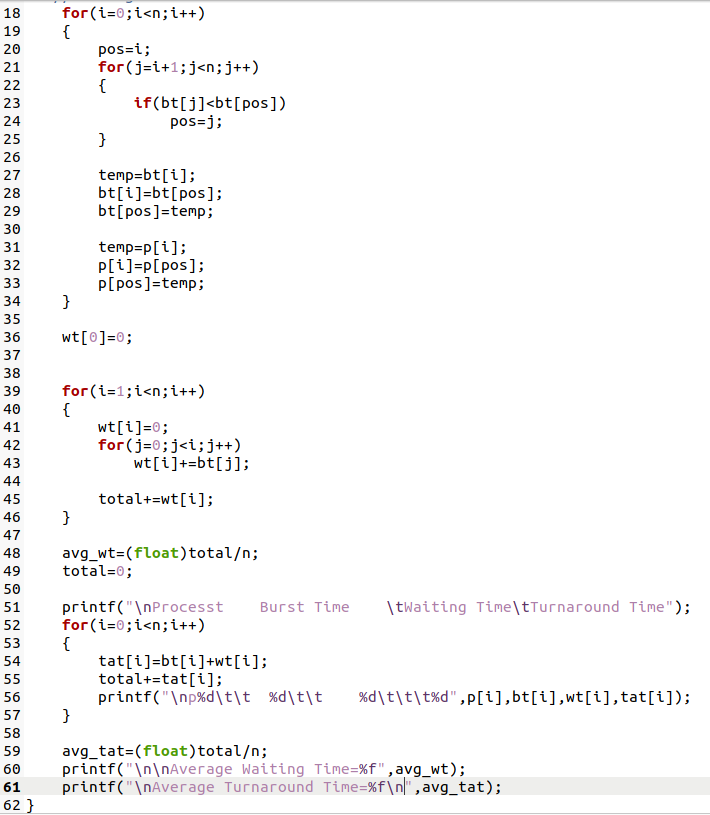 18     for(i=0;i<n;i++)
19     {
20         pos=i;
21         for(j=i+1;j<n;j++)
22         {
23             if(bt[j]<bt[pos])
24                 pos=j;
25         }
26
27         temp=bt[i];
28         bt[i]=bt[pos];
29         bt[pos]=temp;
30
31         temp=p[i];
32         p[i]=p[pos];
33         p[pos]=temp;
34     }
35
36     wt[0]=0;
37
38
39     for(i=1;i<n;i++)
40     {
41         wt[i]=0;
42         for(j=0;j<i;j++)
43             wt[i]+=bt[j];
44
45         total+=wt[i];
46     }
47
48     avg_wt=(float)total/n;
49     total=0;
50
51     printf("\nProcesst    Burst Time    \tWaiting Time\tTurnaround Time");
52     for(i=0;i<n;i++)
53     {
54         tat[i]=bt[i]+wt[i];
55         total+=tat[i];
56         printf("\np%d\t\t  %d\t\t    %d\t\t\t%d",p[i],bt[i],wt[i],tat[i]);
57     }
58
59     avg_tat=(float)total/n;
60     printf("\n\nAverage Waiting Time=%f",avg_wt);
61     printf("\nAverage Turnaround Time=%f\n",avg_tat);
62 }